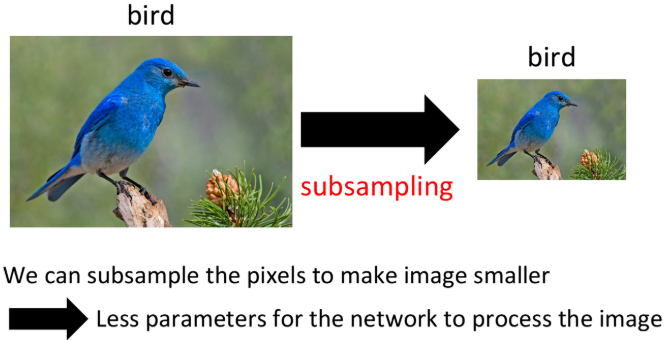 bird
bird
subsampling
We can subsample the pixels to make image smaller
Less parameters for the network to process the image